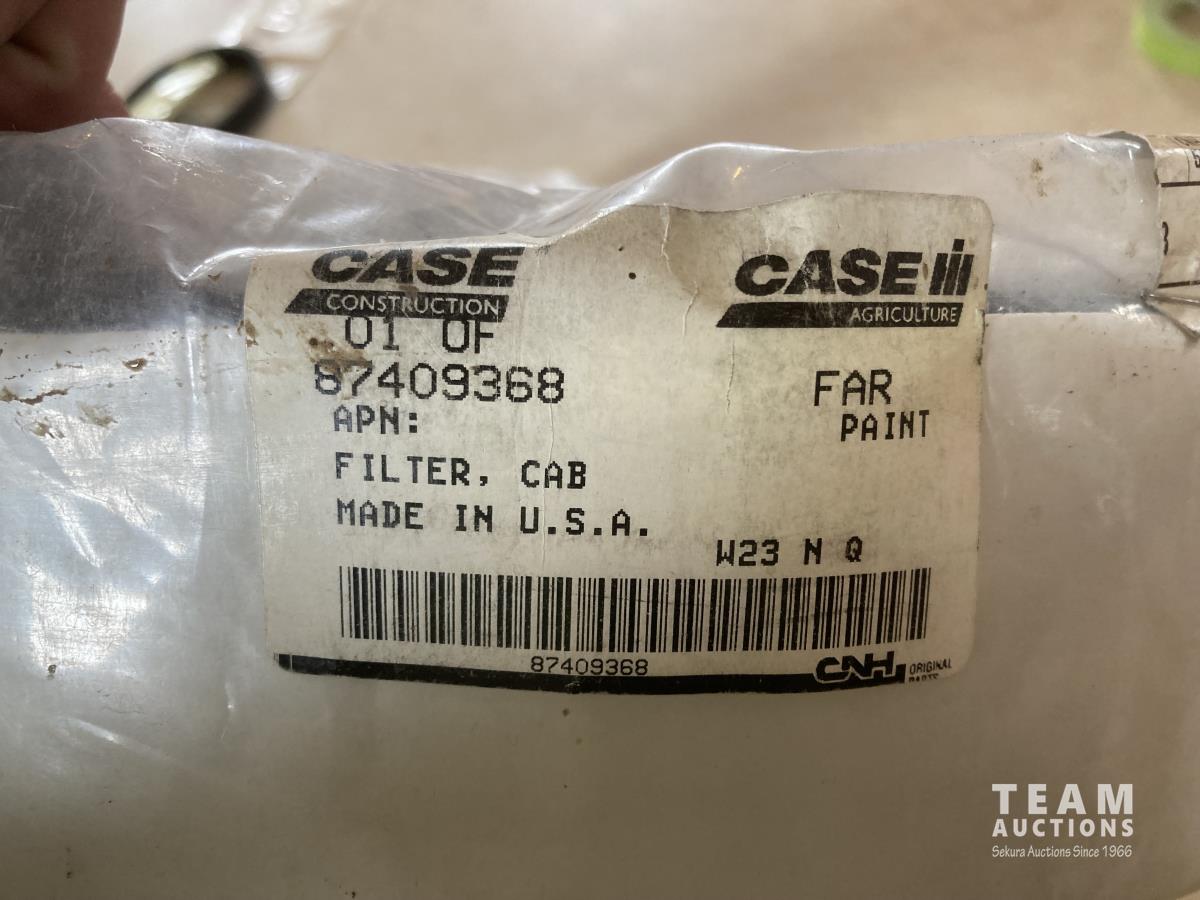 CASE
CONSTRUCTION
CASE IH
AGRICULTURE
01 OF
87409368
FAR
APN:
PAINT
FILTER, CAB
MADE IN U.S.A.
W23 N Q
87409368
CNH ORIGINAL
PARTS
TEAM
AUCTIONS
Sekura Auctions Since 1966